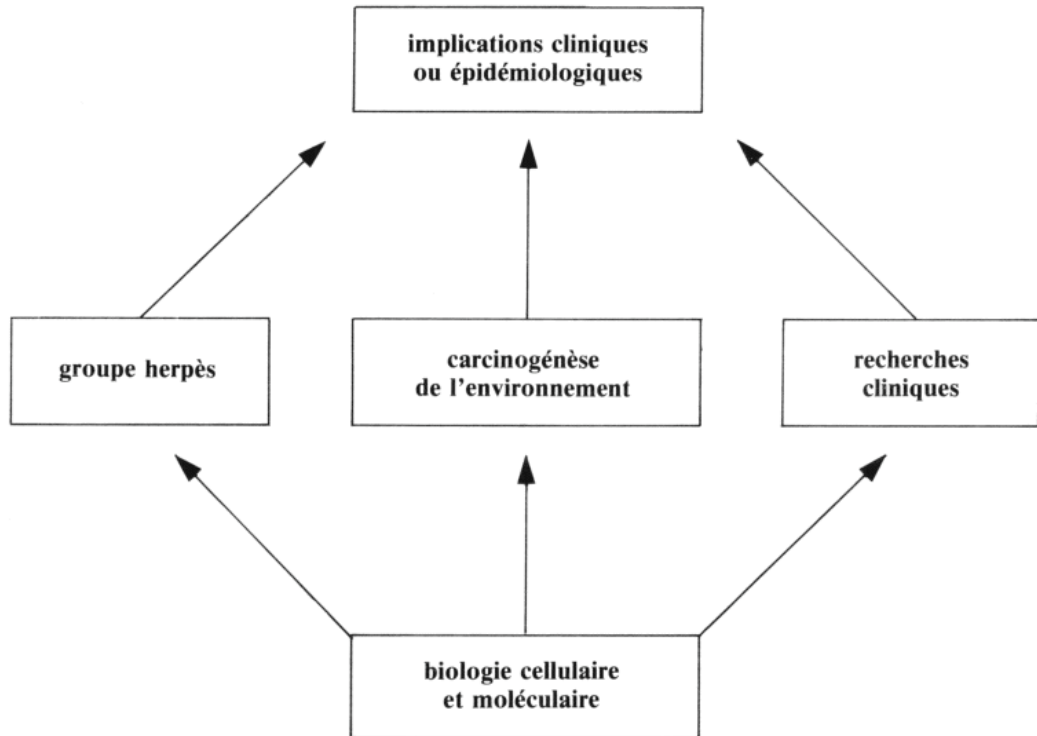 implications cliniques
ou épidémiologiques
groupe herpès
carcinogénèse
de l'environnement
recherches
cliniques
biologie cellulaire
et moléculaire